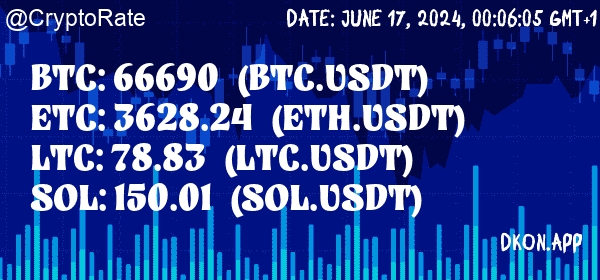 @CryptoRate
DATE: JUNE 17, 2024, 00:06:05 GMT+1
BTC: 66690 (BTC.USDT)
ETC: 3628.24 (ETH.USDT)
LTC: 78.83 (LTC.USDT)
SOL: 150.01 (SOL.USDT)
DKON.APP